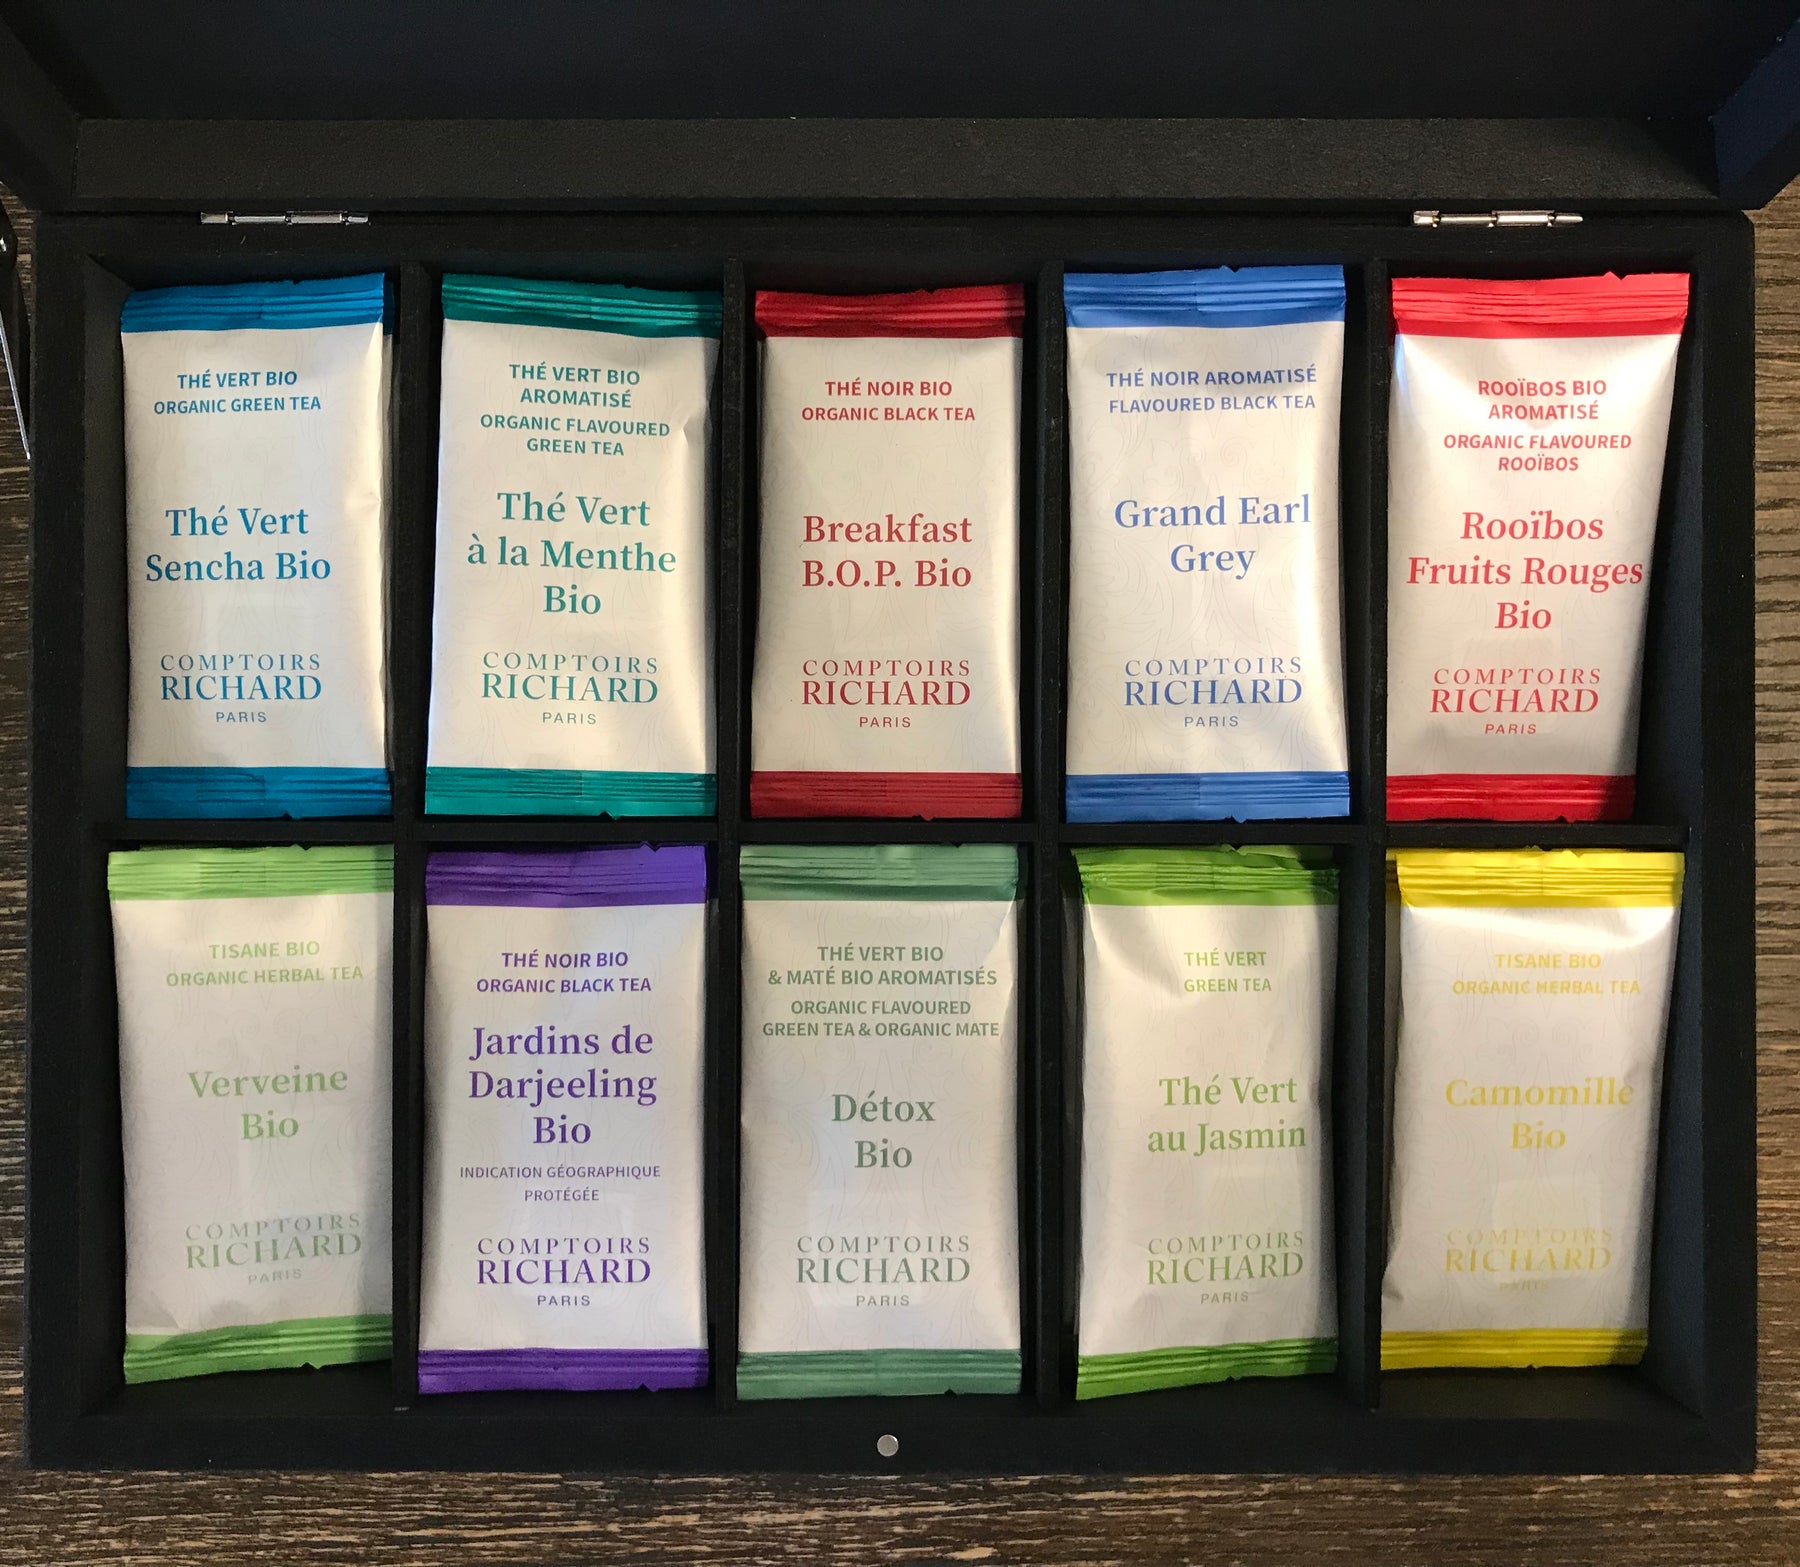 THÉ VERT BIO
ORGANIC GREEN TEA
Thé Vert
Sencha Bio
COMPTOIRS
RICHARD
PARIS
THÉ VERT BIO
AROMATISÉ
ORGANIC FLAVOURED
GREEN TEA
Thé Vert
à la Menthe
Bio
COMPTOIRS
RICHARD
PARIS
THÉ NOIR BIO
ORGANIC BLACK TEA
Breakfast
B.O.P. Bio
COMPTOIRS
RICHARD
PARIS
THÉ NOIR AROMATISÉ
FLAVOURED BLACK TEA
Grand Earl
Grey
COMPTOIRS
RICHARD
PARIS
ROOÏBOS BIO
AROMATISÉ
ORGANIC FLAVOURED
ROOÏBOS
Rooïbos
Fruits Rouges
Bio
COMPTOIRS
RICHARD
PARIS
TISANE BIO
ORGANIC HERBAL TEA
Verveine
Bio
COMPTOIRS
RICHARD
PARIS
THÉ NOIR BIO
ORGANIC BLACK TEA
Jardins de
Darjeeling
Bio
INDICATION GÉOGRAPHIQUE
PROTÉGÉE
COMPTOIRS
RICHARD
PARIS
THÉ VERT BIO
& MATÉ BIO AROMATISÉS
ORGANIC FLAVOURED
GREEN TEA & ORGANIC MATE
Détox
Bio
COMPTOIRS
RICHARD
PARIS
THÉ VERT
GREEN TEA
Thé Vert
au Jasmin
COMPTOIRS
RICHARD
PARIS
TISANE BIO
ORGANIC HERBAL TEA
Camomille
Bio
COMPTOIRS
RICHARD
PARIS